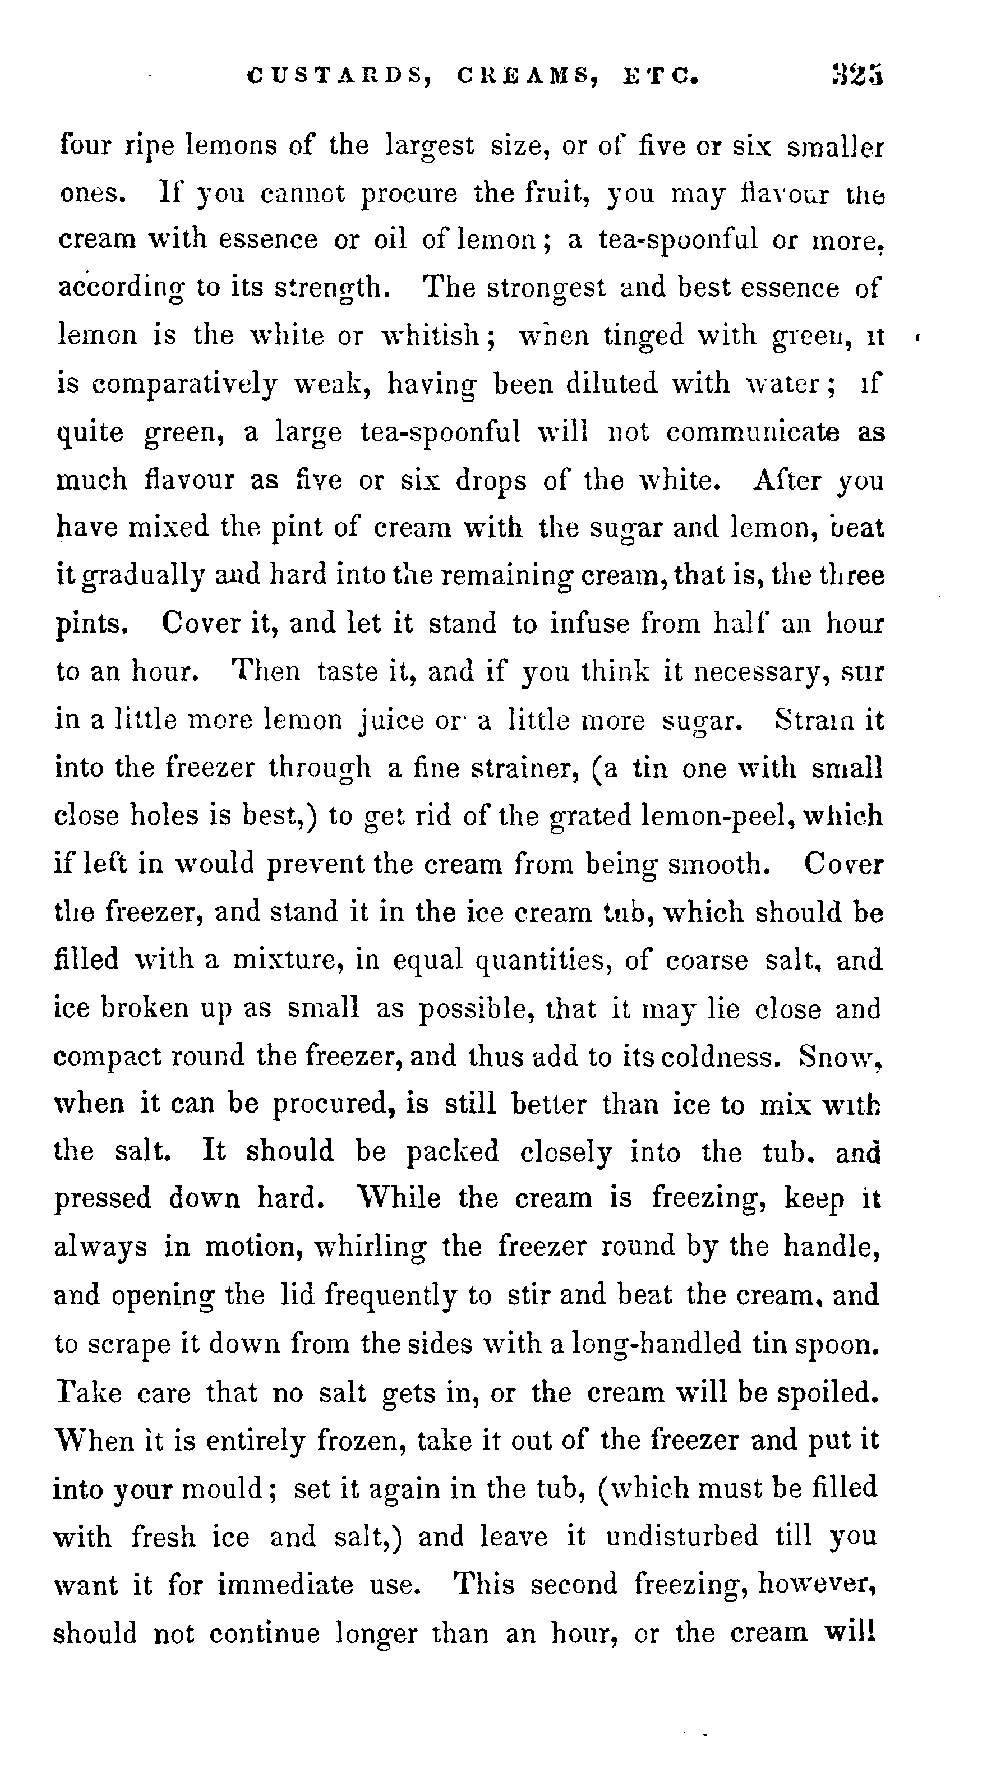 CUSTARDS, CREAMS, ETC. 325
four ripe lemons of the largest size, or of five or six smaller
ones. If you cannot procure the fruit, you may flavour the
cream with essence or oil of lemon; a tea-spoonful or more,
according to its strength. The strongest and best essence of
lemon is the white or whitish; when tinged with green, it
is comparatively weak, having been diluted with water; if
quite green, a large tea-spoonful will not communicate as
much flavour as five or six drops of the white. After you
have mixed the pint of cream with the sugar and lemon, beat
it gradually and hard into the remaining cream, that is, the three
pints. Cover it, and let it stand to infuse from half an hour
to an hour. Then taste it, and if you think it necessary, stir
in a little more lemon juice or a little more sugar. Strain it
into the freezer through a fine strainer, (a tin one with small
close holes is best,) to get rid of the grated lemon-peel, which
if left in would prevent the cream from being smooth. Cover
the freezer, and stand it in the ice cream tub, which should be
filled with a mixture, in equal quantities, of coarse salt, and
ice broken up as small as possible, that it may lie close and
compact round the freezer, and thus add to its coldness. Snow,
when it can be procured, is still better than ice to mix with
the salt. It should be packed closely into the tub. and
pressed down hard. While the cream is freezing, keep it
always in motion, whirling the freezer round by the handle,
and opening the lid frequently to stir and beat the cream, and
to scrape it down from the sides with a long-handled tin spoon.
Take care that no salt gets in, or the cream will be spoiled.
When it is entirely frozen, take it out of the freezer and put it
into your mould; set it again in the tub, (which must be filled
with fresh ice and salt,) and leave it undisturbed till you
want it for immediate use. This second freezing, however,
should not continue longer than an hour, or the cream will